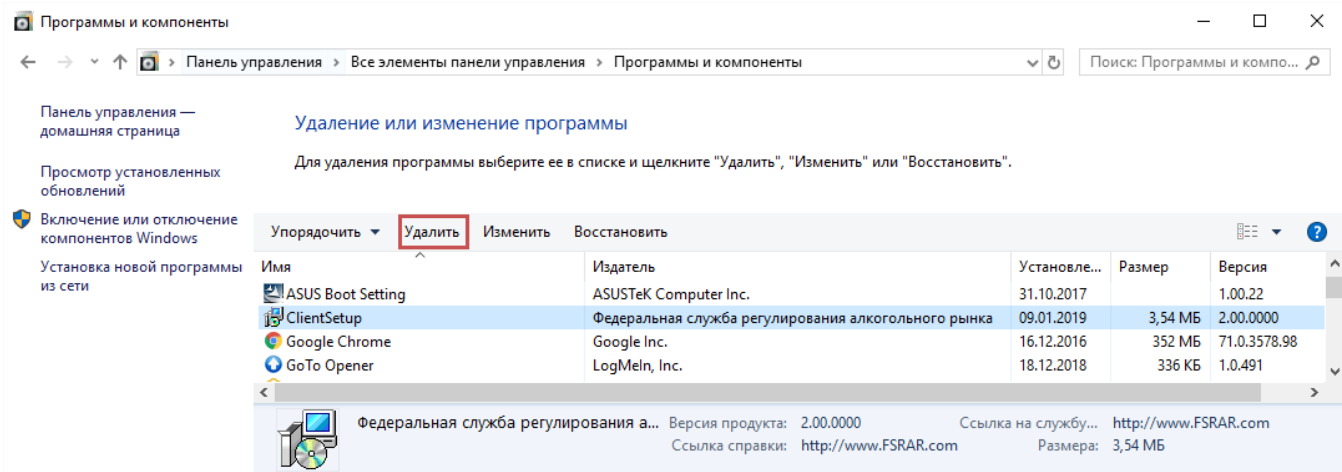 Программы и компоненты
Панель управления > Все элементы панели управления > Программы и компоненты
Поиск: Программы и компо...
Панель управления —
домашняя страница
Просмотр установленных
обновлений
Включение или отключение
компонентов Windows
Установка новой программы
из сети
Удаление или изменение программы
Для удаления программы выберите ее в списке и щелкните "Удалить", "Изменить" или "Восстановить".
Упорядочить Удалить Изменить Восстановить ?
Имя Издатель Установле... Размер Версия
ASUS Boot Setting ASUSTeK Computer Inc. 31.10.2017 1.00.22
ClientSetup Федеральная служба регулирования алкогольного рынка 09.01.2019 3,54 МБ 2.00.0000
Google Chrome Google Inc. 16.12.2016 352 МБ 71.0.3578.98
GoTo Opener LogMeIn, Inc. 18.12.2018 336 КБ 1.0.491
Федеральная служба регулирования а... Версия продукта: 2.00.0000 Ссылка на службу... http://www.FSRAR.com
Ссылка справки: http://www.FSRAR.com Размера: 3,54 МБ